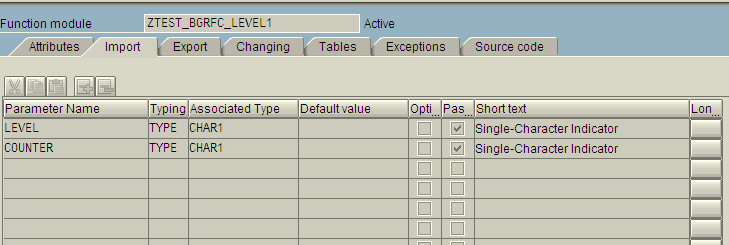 Function module ZTEST_BGRFC_LEVEL1 Active
Attributes Import Export Changing Tables Exceptions Source code
Parameter Name Typing Associated Type Default value Opti... Pas... Short text Lon...
LEVEL TYPE CHAR1 Single-Character Indicator
COUNTER TYPE CHAR1 Single-Character Indicator